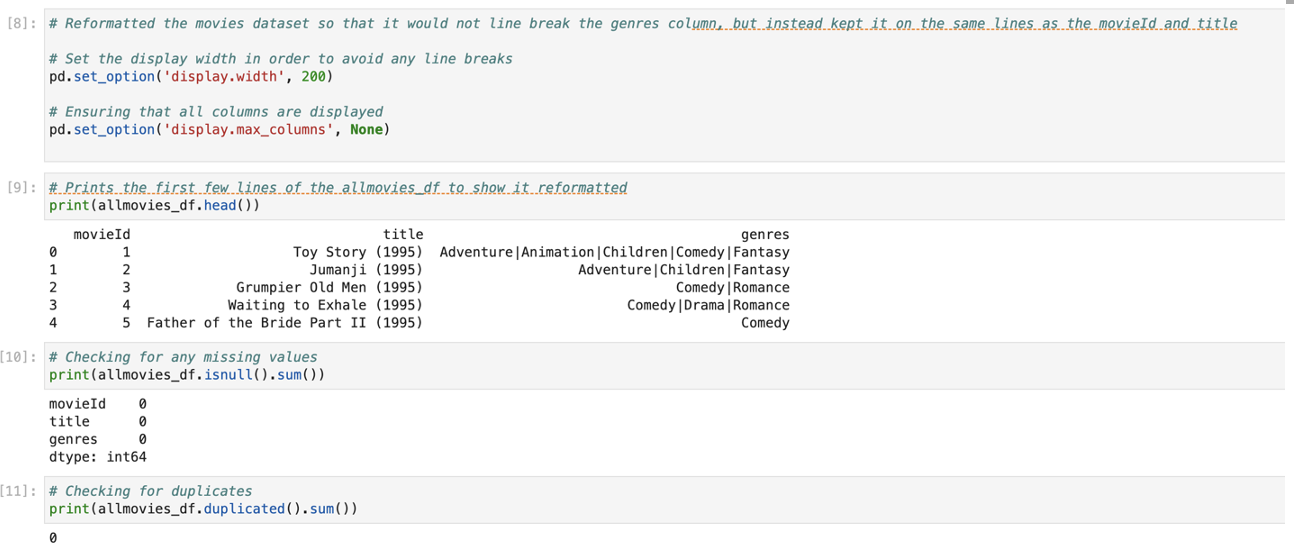 [8]: # Reformatted the movies dataset so that it would not line break the genres column, but instead kept it on the same lines as the movieId and title
# Set the display width in order to avoid any line breaks
pd.set_option('display.width', 200)
# Ensuring that all columns are displayed
pd.set_option('display.max_columns', None)
[9]: # Prints the first few lines of the allmovies_df to show it reformatted
print(allmovies_df.head())
movieId title genres
0 1 Toy Story (1995) Adventure|Animation|Children|Comedy|Fantasy
1 2 Jumanji (1995) Adventure|Children|Fantasy
2 3 Grumpier Old Men (1995) Comedy|Romance
3 4 Waiting to Exhale (1995) Comedy|Drama|Romance
4 5 Father of the Bride Part II (1995) Comedy
[10]: # Checking for any missing values
print(allmovies_df.isnull().sum())
movieId 0
title 0
genres 0
dtype: int64
[11]: # Checking for duplicates
print(allmovies_df.duplicated().sum())
0